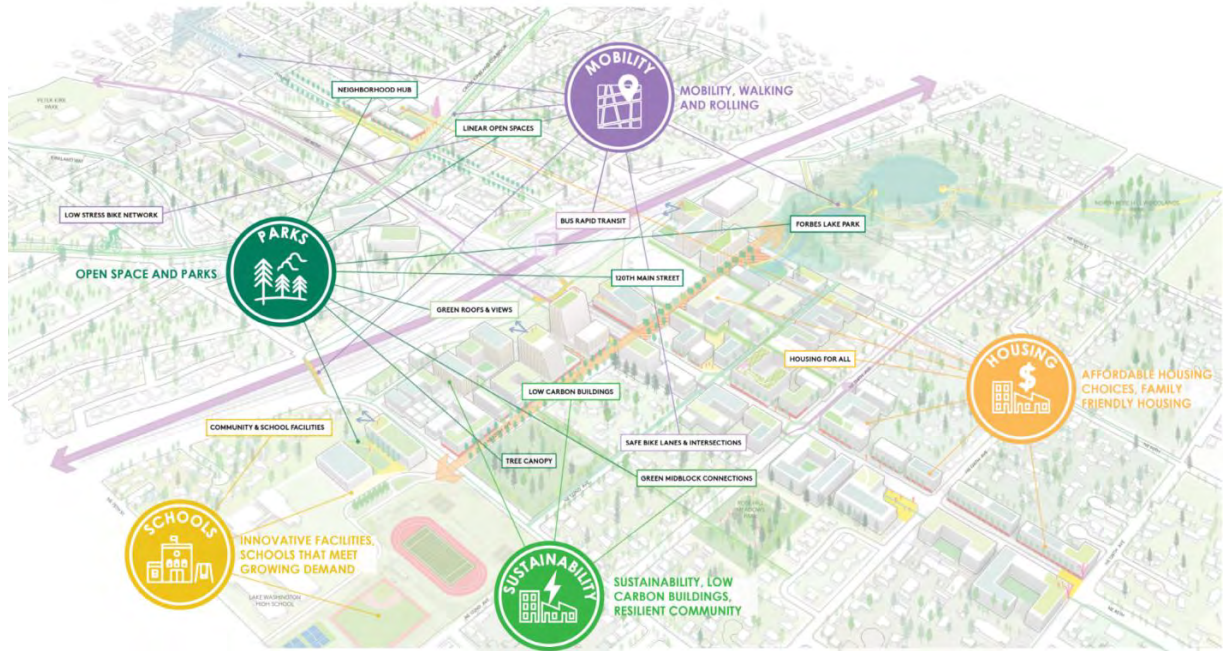 MOBILITY
MOBILITY, WALKING
AND ROLLING
NEIGHBORHOOD HUB
PETER KIRK
PARK
LINEAR OPEN SPACES
LOW STRESS BIKE NETWORK
BUS RAPID TRANSIT
FORBES LAKE PARK
PARKS
OPEN SPACE AND PARKS
120TH MAIN STREET
GREEN ROOFS & VIEWS
HOUSING FOR ALL
HOUSING
$
AFFORDABLE HOUSING
CHOICES, FAMILY
FRIENDLY HOUSING
LOW CARBON BUILDINGS
COMMUNITY & SCHOOL FACILITIES
SAFE BIKE LANES & INTERSECTIONS
TREE CANOPY
GREEN MIDBLOCK CONNECTIONS
SCHOOLS
INNOVATIVE FACILITIES,
SCHOOLS THAT MEET
GROWING DEMAND
SUSTAINABILITY
SUSTAINABILITY, LOW
CARBON BUILDINGS,
RESILIENT COMMUNITY
LAKE WASHINGTON
HIGH SCHOOL